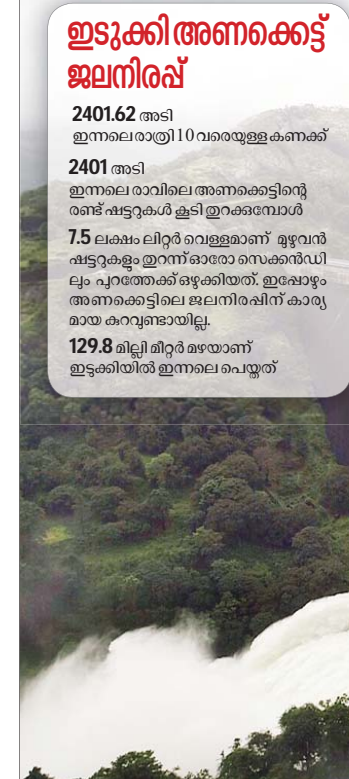 ഇടുക്കി അണക്കെട്ട്
ജലനിരപ്പ്
2401.62 അടി
ഇന്നലെ രാത്രി 10 വരെയുള്ള കണക്ക്
2401 അടി
ഇന്നലെ രാവിലെ അണക്കെട്ടിന്റെ
രണ്ട് ഷട്ടറുകൾ കൂടി തുറക്കുമ്പോൾ
7.5 ലക്ഷം ലിറ്റർ വെള്ളമാണ് മുഴുവൻ
ഷട്ടറുകളും തുറന്ന് ഓരോ സെക്കൻഡി
ലും പുറത്തേക്ക് ഒഴുക്കിയത്. ഇപ്പോഴും
അണക്കെട്ടിലെ ജലനിരപ്പിന് കാര്യ
മായ കുറവുണ്ടായില്ല.
129.8 മില്ലി മീറ്റർ മഴയാണ്
ഇടുക്കിയിൽ ഇന്നലെ പെയ്തത്